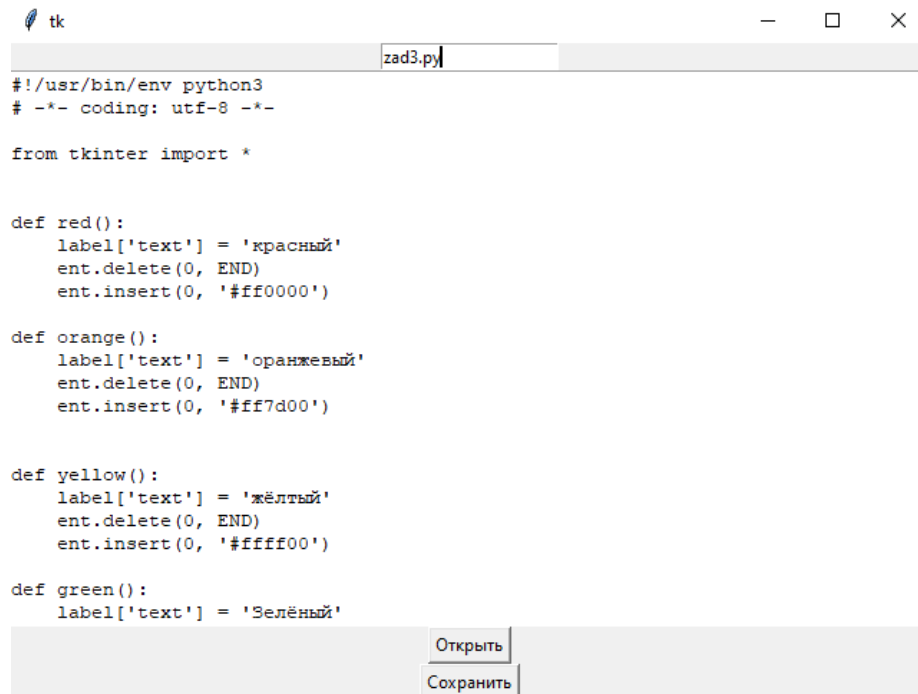 tk
zad3.py
#!/usr/bin/env python3
# -*- coding: utf-8 -*-
from tkinter import *
def red():
    label['text'] = 'красный'
    ent.delete(0, END)
    ent.insert(0, '#ff0000')
def orange():
    label['text'] = 'оранжевый'
    ent.delete(0, END)
    ent.insert(0, '#ff7d00')
def yellow():
    label['text'] = 'жёлтый'
    ent.delete(0, END)
    ent.insert(0, '#ffff00')
def green():
    label['text'] = 'Зелёный'
Открыть
Сохранить